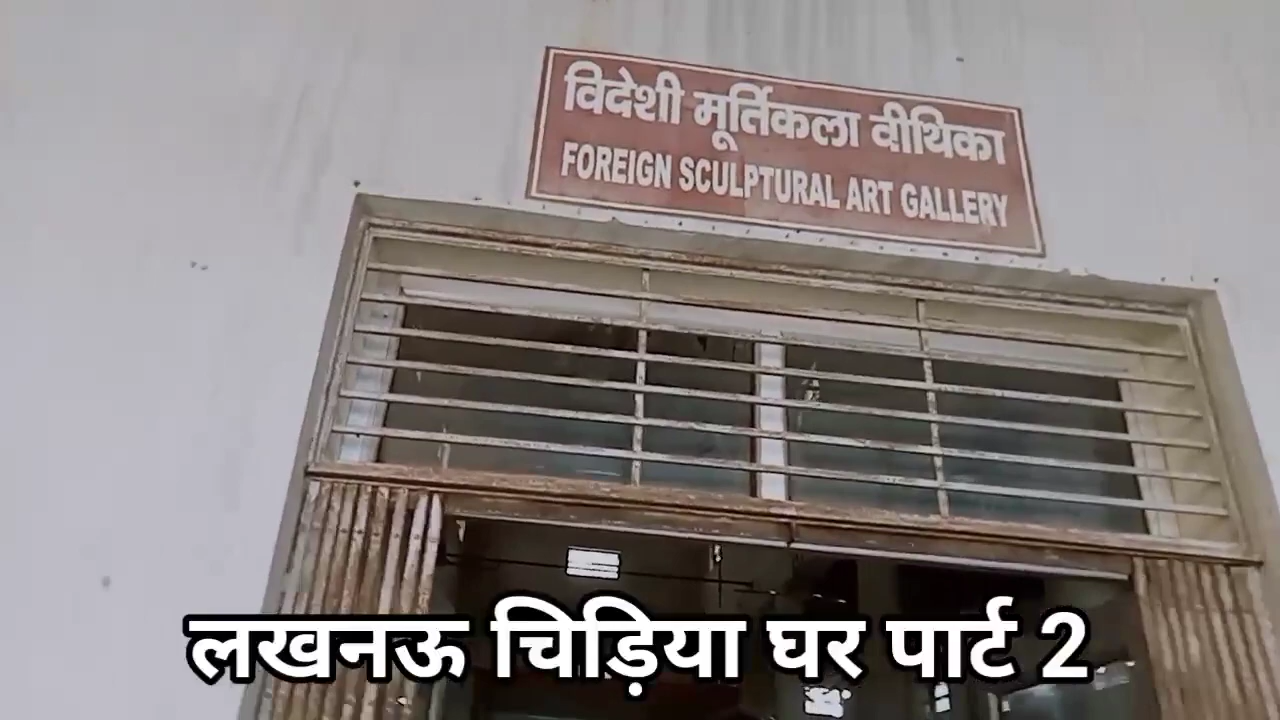 विदेशी मूर्तिकला वीथिका
FOREIGN SCULPTURAL ART GALLERY
लखनऊ चिड़िया घर पार्ट 2